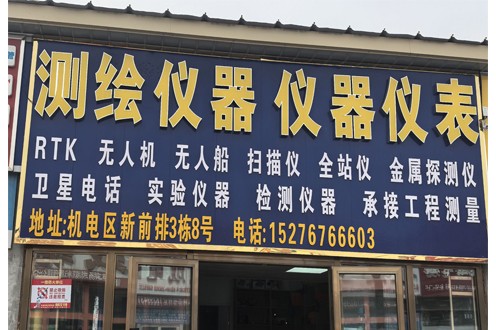 测绘仪器 仪器仪表
RTK 无人机 无人船 扫描仪 全站仪 金属探测仪
卫星电话 实验仪器 检测仪器 承接工程测量
地址:机电区新前排3栋8号 电话:15276766603